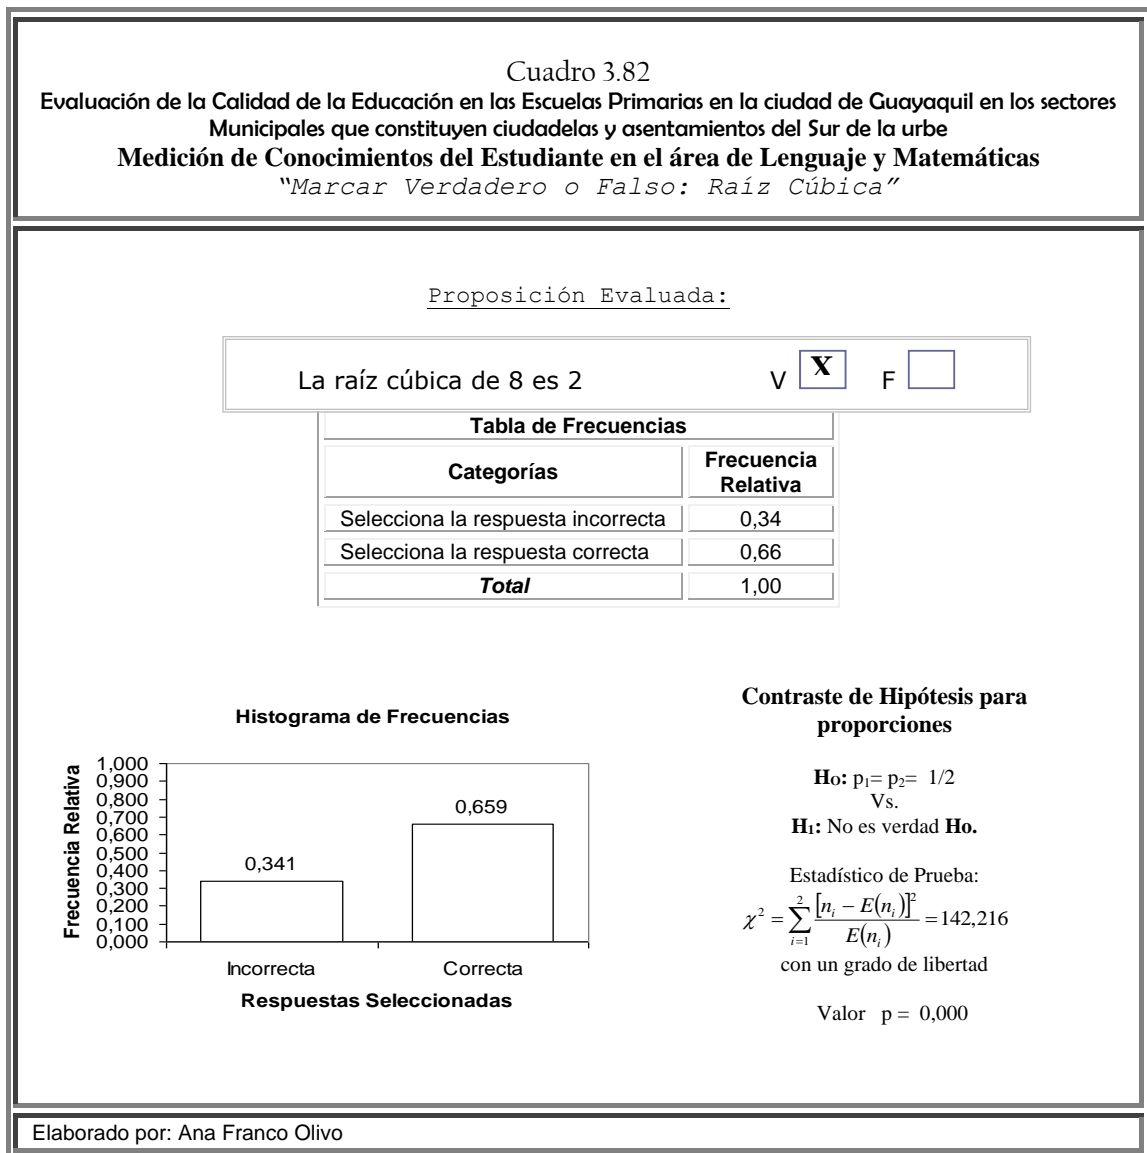 Cuadro 3.82
Evaluación de la Calidad de la Educación en las Escuelas Primarias en la ciudad de Guayaquil en los sectores
Municipales que constituyen ciudadelas y asentamientos del Sur de la urbe
Medición de Conocimientos del Estudiante en el área de Lenguaje y Matemáticas
"Marcar Verdadero o Falso: Raíz Cúbica"
Proposición Evaluada:
La raíz cúbica de 8 es 2 V X F
Tabla de Frecuencias
Categorías Frecuencia Relativa
Selecciona la respuesta incorrecta 0,34
Selecciona la respuesta correcta 0,66
Total 1,00
Histograma de Frecuencias
Frecuencia Relativa
1,000
0,900
0,800
0,700
0,600
0,500
0,400
0,300
0,200
0,100
0,000
0,341
0,659
Incorrecta Correcta
Respuestas Seleccionadas
Contraste de Hipótesis para
proporciones
HO: p1= p2= 1/2
Vs.
H1: No es verdad Ho.
Estadístico de Prueba:
χ² = ∑ i=1 2 [ni − E(ni)]² / E(ni) = 142,216
con un grado de libertad
Valor p = 0,000
Elaborado por: Ana Franco Olivo